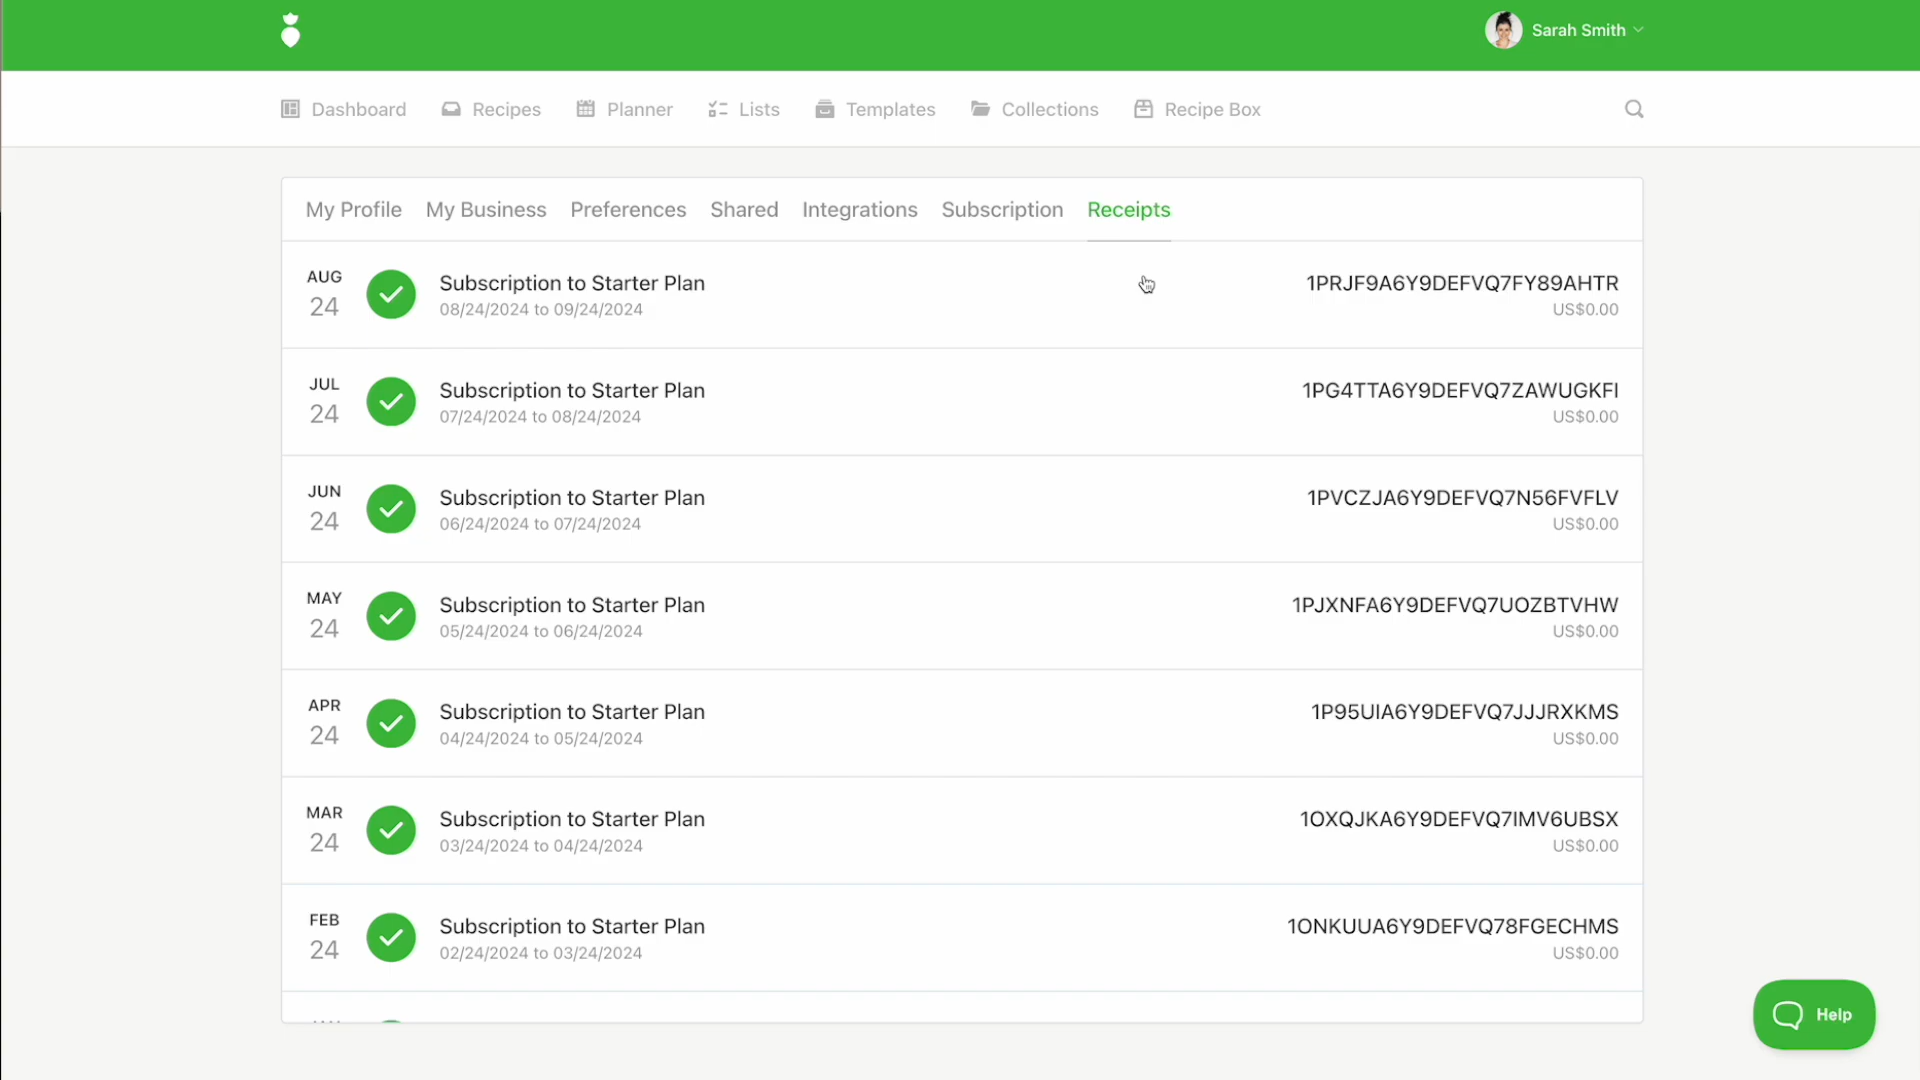 Sarah Smith
Dashboard Recipes Planner Lists Templates Collections Recipe Box
My Profile My Business Preferences Shared Integrations Subscription Receipts
AUG
24
Subscription to Starter Plan
08/24/2024 to 09/24/2024
1PRJF9A6Y9DEFVQ7FY89AHTR
US$0.00
JUL
24
Subscription to Starter Plan
07/24/2024 to 08/24/2024
1PG4TTA6Y9DEFVQ7ZAWUGKFI
US$0.00
JUN
24
Subscription to Starter Plan
06/24/2024 to 07/24/2024
1PVCZJA6Y9DEFVQ7N56FVFLV
US$0.00
MAY
24
Subscription to Starter Plan
05/24/2024 to 06/24/2024
1PJXNFA6Y9DEFVQ7UOZBTVHW
US$0.00
APR
24
Subscription to Starter Plan
04/24/2024 to 05/24/2024
1P95UIA6Y9DEFVQ7JJJRXKMS
US$0.00
MAR
24
Subscription to Starter Plan
03/24/2024 to 04/24/2024
1OXQJKA6Y9DEFVQ7IMV6UBSX
US$0.00
FEB
24
Subscription to Starter Plan
02/24/2024 to 03/24/2024
1ONKUUA6Y9DEFVQ78FGECHMS
US$0.00
Help